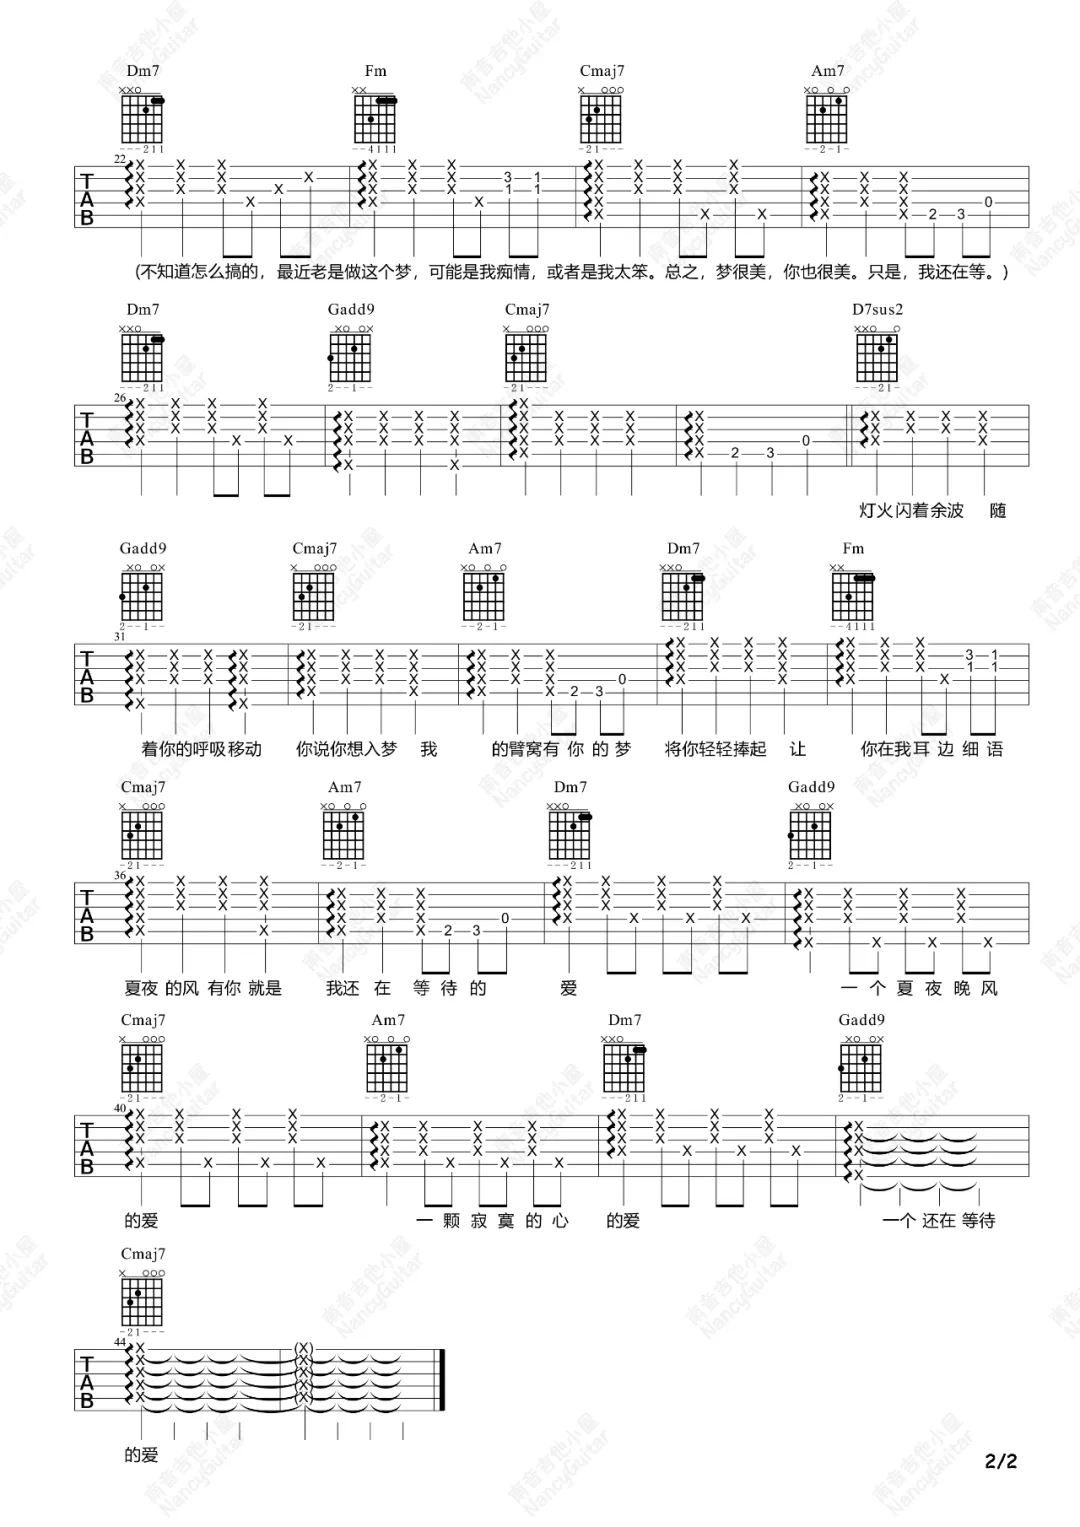 Dm7 Fm Cmaj7 Am7
22
(不知道怎么搞的，最近老是做这个梦，可能是我痴情，或者是我太笨。总之，梦很美，你也很美。只是，我还在等。)
Dm7 Gadd9 Cmaj7 D7sus2
26
灯火闪着余波 随
Gadd9 Cmaj7 Am7 Dm7 Fm
31
着你的呼吸移动 你说你想入梦 我 的臂窝有你的梦 将你轻轻捧起 让 你在我耳边细语
Cmaj7 Am7 Dm7 Gadd9
36
夏夜的风有你就是 我还在等待的 爱 一个夏夜晚风
Cmaj7 Am7 Dm7 Gadd9
40
的爱 一颗寂寞的心 的爱 一个还在等待
Cmaj7
44
的爱
2/2
南音吉他小屋
NancyGuitar